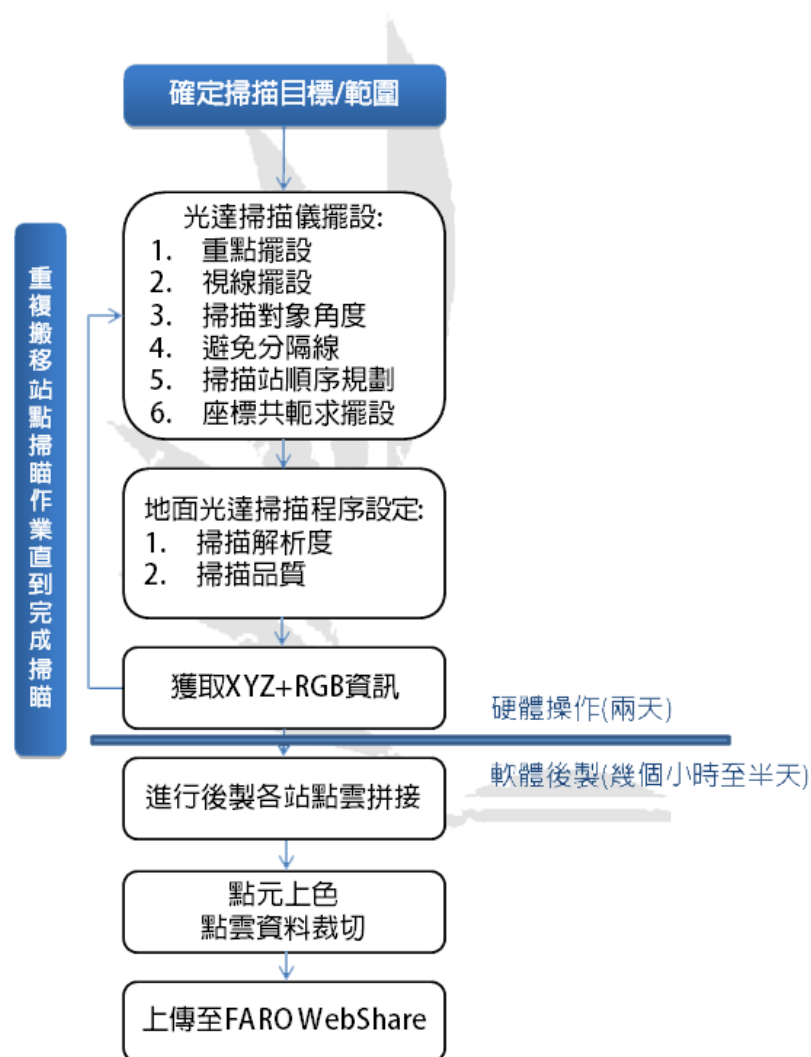 確定掃描目標/範圍
光達掃描儀擺設:
1. 重點擺設
2. 視線擺設
3. 掃描對象角度
4. 避免分隔線
5. 掃描站順序規劃
6. 座標共軛求擺設
重複搬移站點掃瞄作業直到完成掃瞄
地面光達掃描程序設定:
1. 掃描解析度
2. 掃描品質
獲取XYZ+RGB資訊
硬體操作(兩天)
軟體後製(幾個小時至半天)
進行後製各站點雲拼接
點元上色
點雲資料裁切
上傳至FARO WebShare